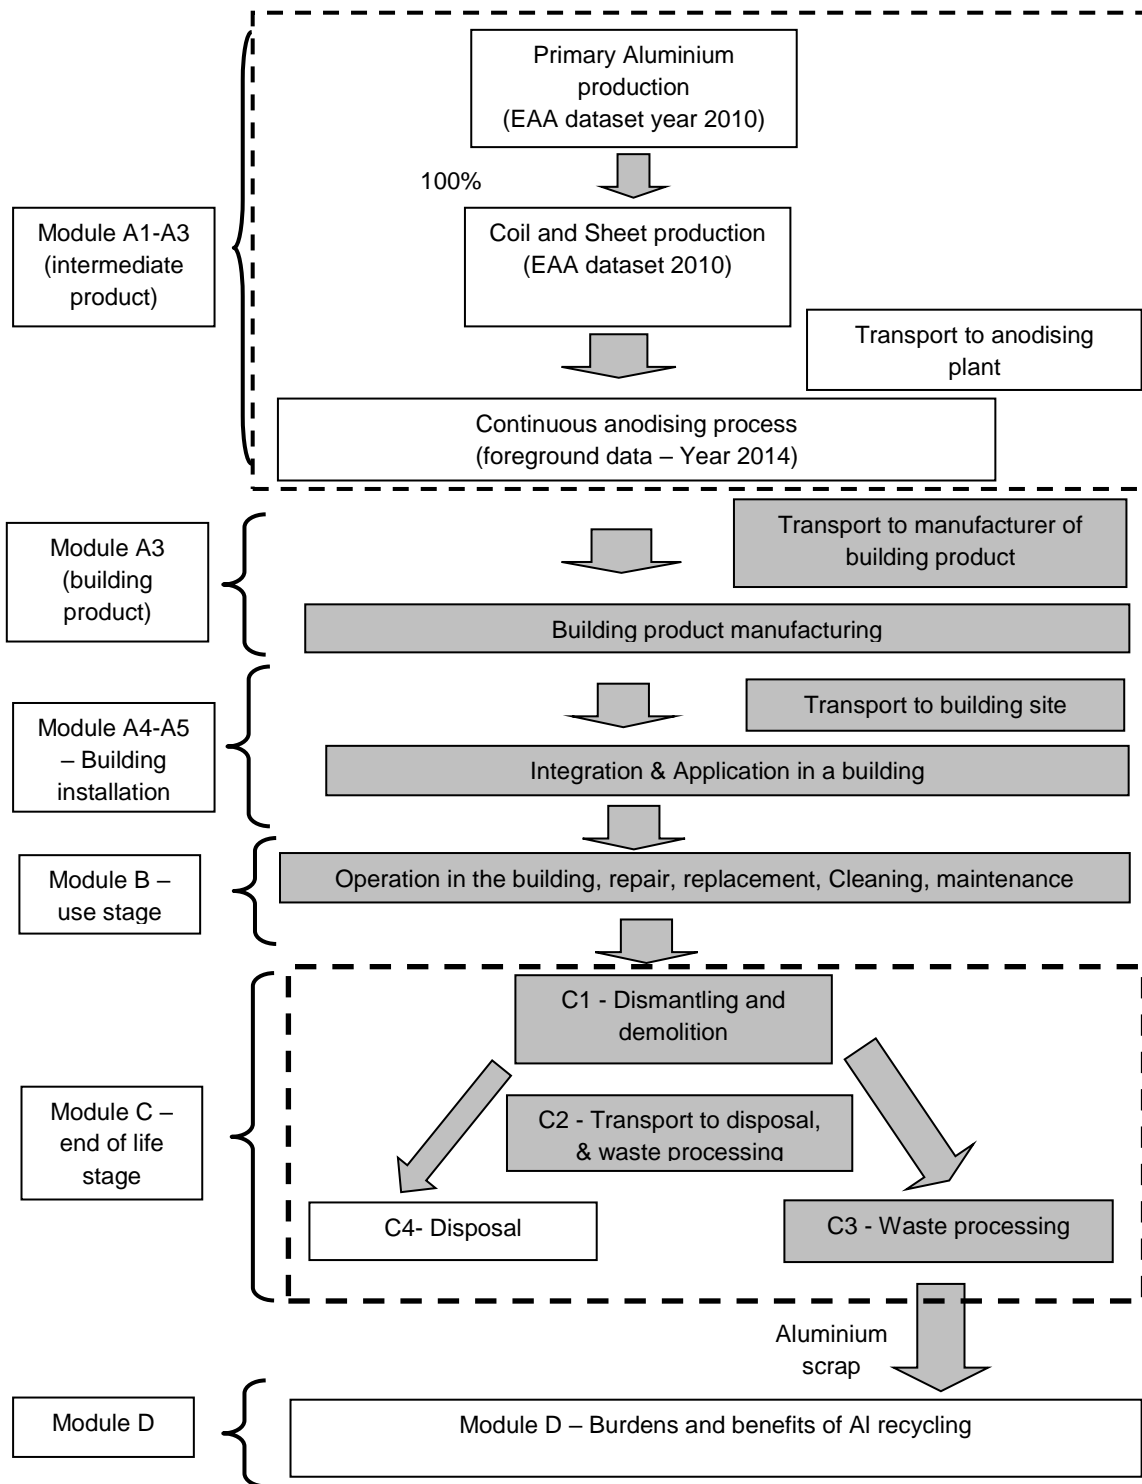 Primary Aluminium
production
(EAA dataset year 2010)
100%
Module A1-A3
(intermediate
product)
Coil and Sheet production
(EAA dataset 2010)
Transport to anodising
plant
Continuous anodising process
(foreground data – Year 2014)
Module A3
(building
product)
Transport to manufacturer of
building product
Building product manufacturing
Module A4-A5
– Building
installation
Transport to building site
Integration & Application in a building
Module B –
use stage
Operation in the building, repair, replacement, Cleaning, maintenance
Module C –
end of life
stage
C1 - Dismantling and
demolition
C2 - Transport to disposal,
& waste processing
C4- Disposal
C3 - Waste processing
Aluminium
scrap
Module D
Module D – Burdens and benefits of Al recycling